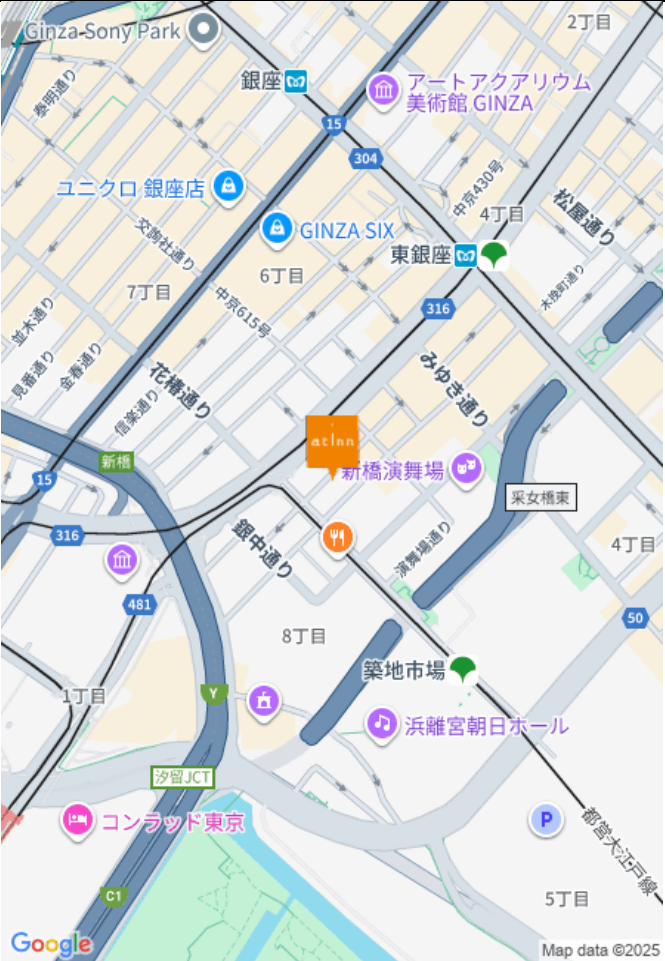 Ginza Sony Park
2丁目
泰明通り
銀座
アートアクアリウム
美術館 GINZA
15
304
中京430号
ユニクロ 銀座店
松屋通り
4丁目
GINZA SIX
交詢社通り
東銀座
6丁目
7丁目
木挽町通り
中京615号
並木通り
316
見番通り
金春通り
花椿通り
みゆき通り
信楽通り
atInn
新橋
新橋演舞場
15
采女橋東
316
銀中通り
演舞場通り
4丁目
481
50
8丁目
築地市場
1丁目
Y
浜離宮朝日ホール
汐留JCT
コンラッド東京
P
都営大江戸線
C1
5丁目
Google
Map data ©2025